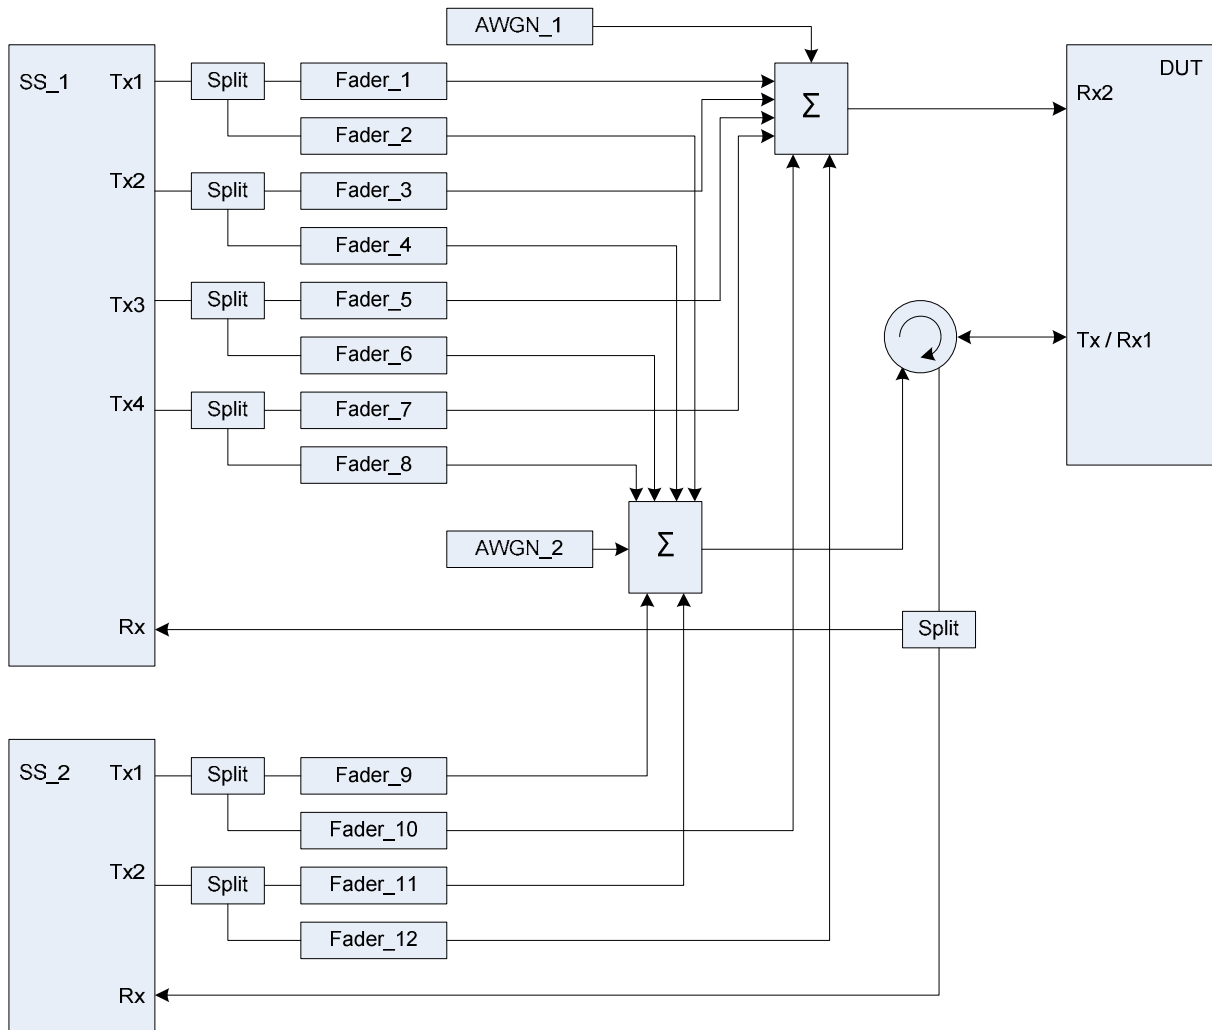 AWGN_1
SS_1
Tx1
Split
Fader_1
Σ
DUT
Rx2
Fader_2
Tx2
Split
Fader_3
Fader_4
Tx3
Split
Fader_5
Tx / Rx1
Fader_6
Tx4
Split
Fader_7
Fader_8
AWGN_2
Σ
Rx
Split
SS_2
Tx1
Split
Fader_9
Fader_10
Tx2
Split
Fader_11
Fader_12
Rx